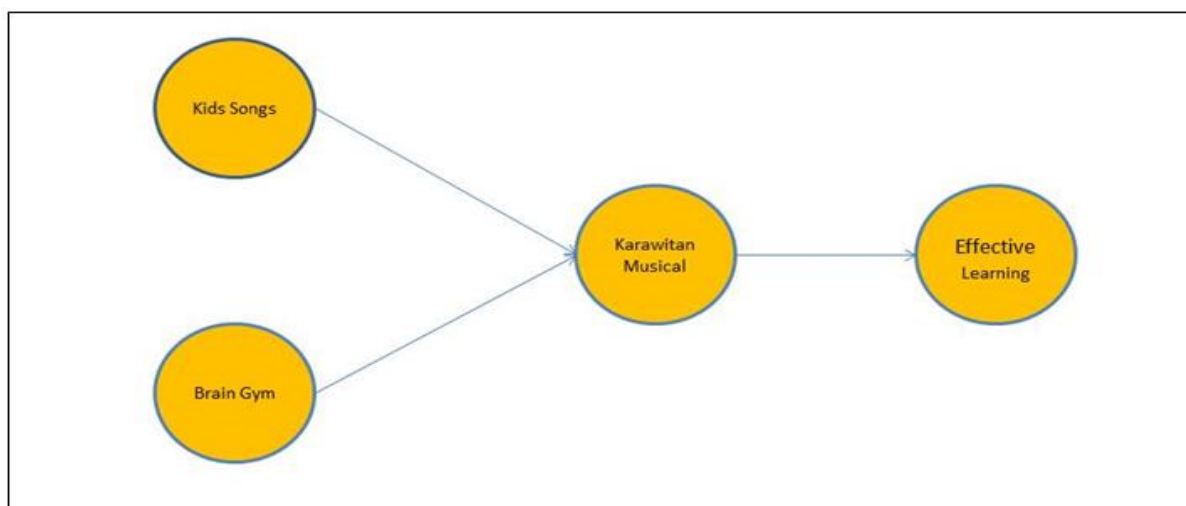 Kids Songs
Karawitan
Musical
Effective
Learning
Brain Gym